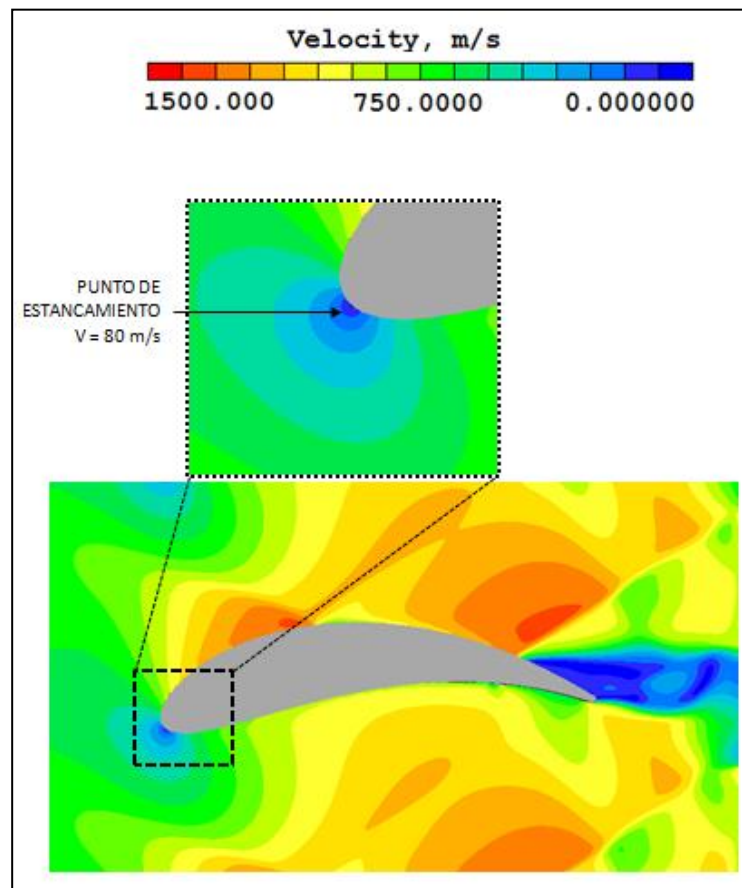 Velocity, m/s
1500.000 750.0000 0.000000
PUNTO DE
ESTANCAMIENTO
V = 80 m/s